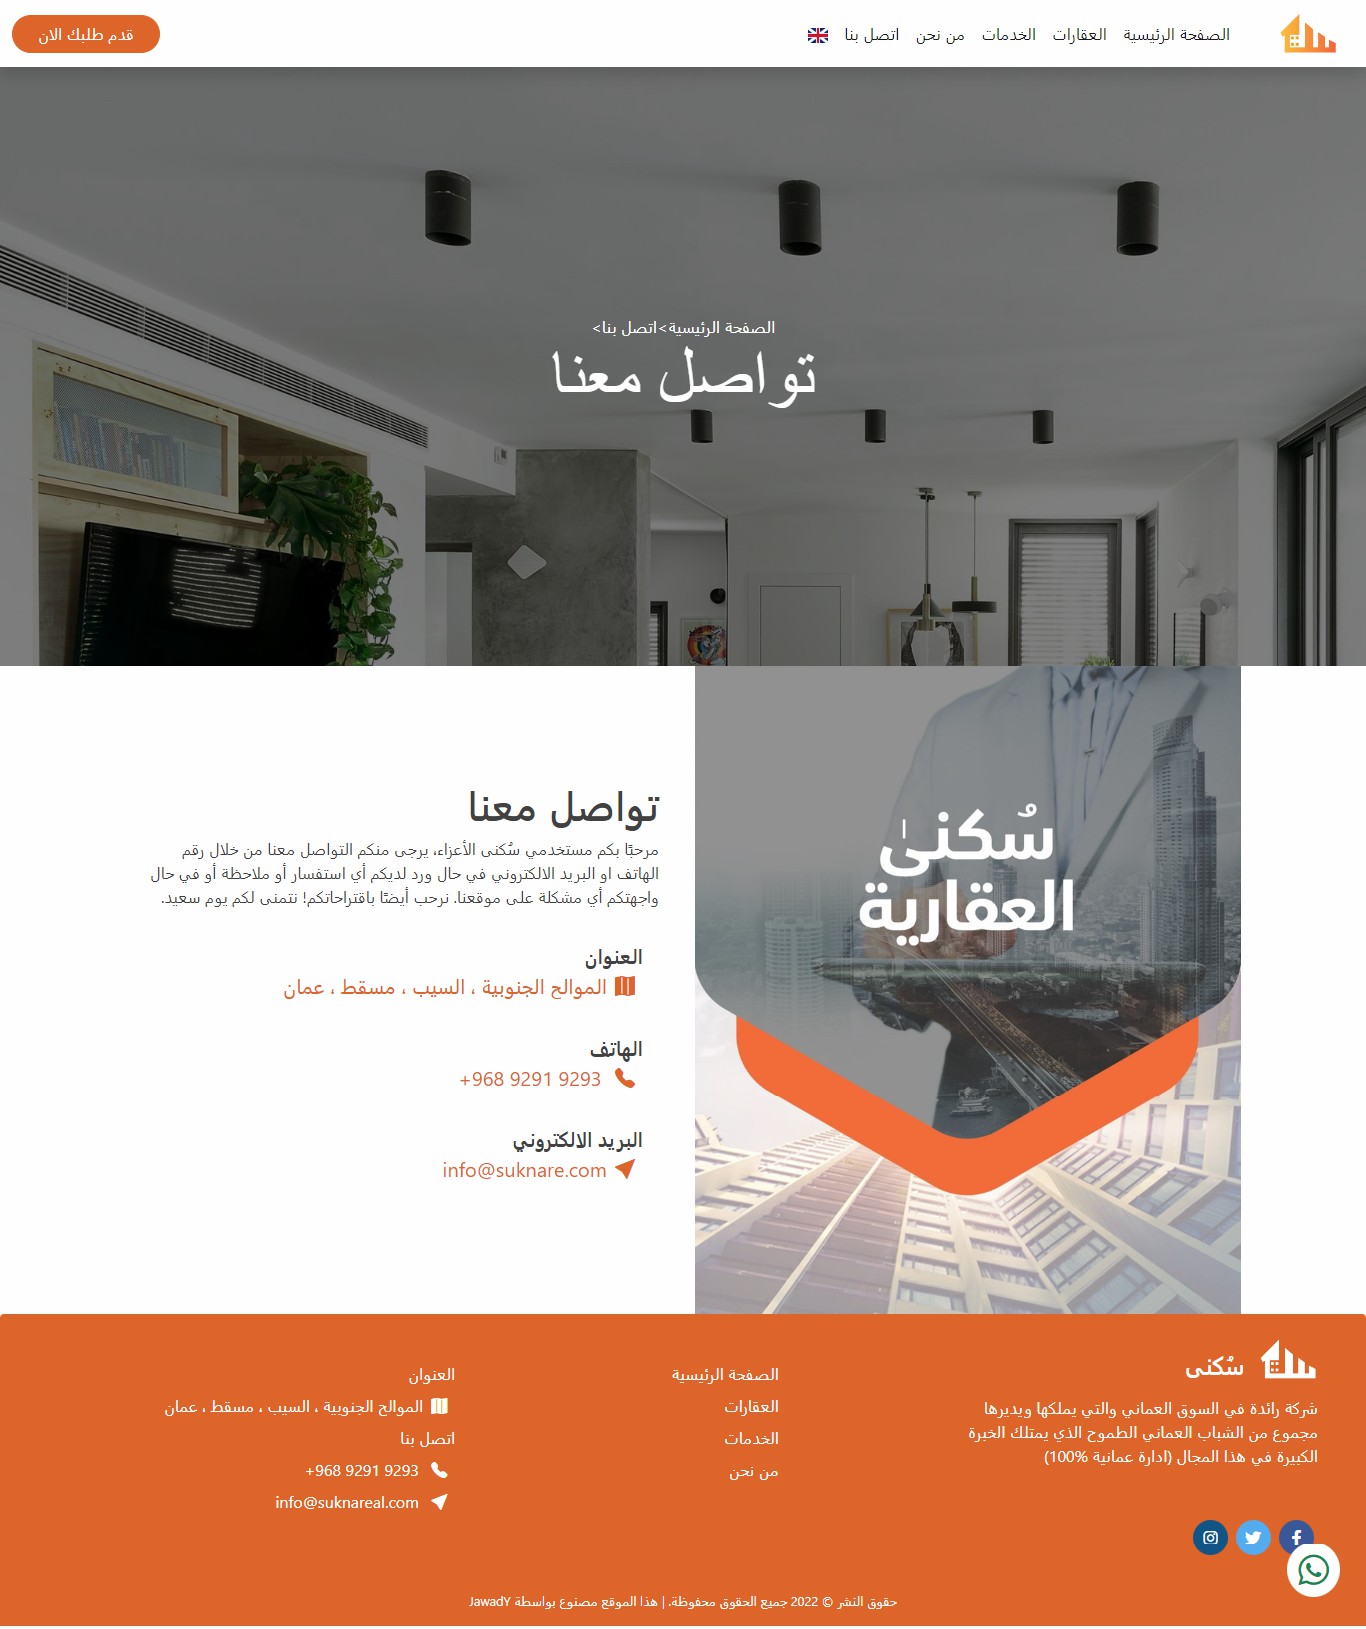 الصفحة الرئيسية
العقارات
الخدمات
من نحن
اتصل بنا
قدم طلبك الان
الصفحة الرئيسية>اتصل بنا>
تواصل معنا
سُكنىٰ
العقارية
تواصل معنا
مرحبًا بكم مستخدمي سُكنى الأعزاء، يرجى منكم التواصل معنا من خلال رقم
الهاتف او البريد الالكتروني في حال ورد لديكم أي استفسار أو ملاحظة أو في حال
واجهتكم أي مشكلة على موقعنا. نرحب أيضًا باقتراحاتكم! نتمنى لكم يوم سعيد.
العنوان
الموالح الجنوبية ، السيب ، مسقط ، عمان
الهاتف
+968 9291 9293
البريد الالكتروني
info@suknare.com
سُكنى
شركة رائدة في السوق العماني والتي يملكها ويديرها
مجموع من الشباب العماني الطموح الذي يمتلك الخبرة
الكبيرة في هذا المجال (ادارة عمانية 100%)
الصفحة الرئيسية
العقارات
الخدمات
من نحن
العنوان
الموالح الجنوبية ، السيب ، مسقط ، عمان
اتصل بنا
+968 9291 9293
info@suknareal.com
حقوق النشر © 2022 جميع الحقوق محفوظة. | هذا الموقع مصنوع بواسطة JawadY